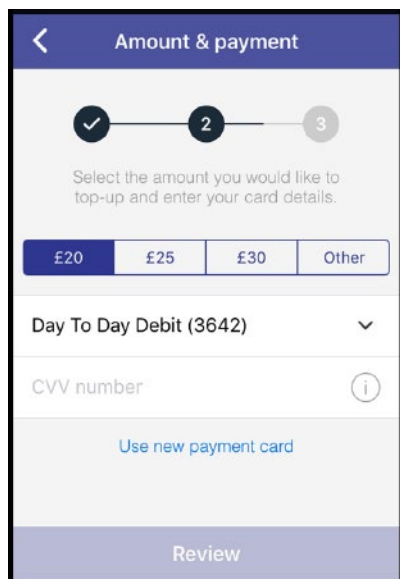 Amount & payment
2
3
Select the amount you would like to
top-up and enter your card details.
£20 £25 £30 Other
Day To Day Debit (3642)
CVV number
i
Use new payment card
Review